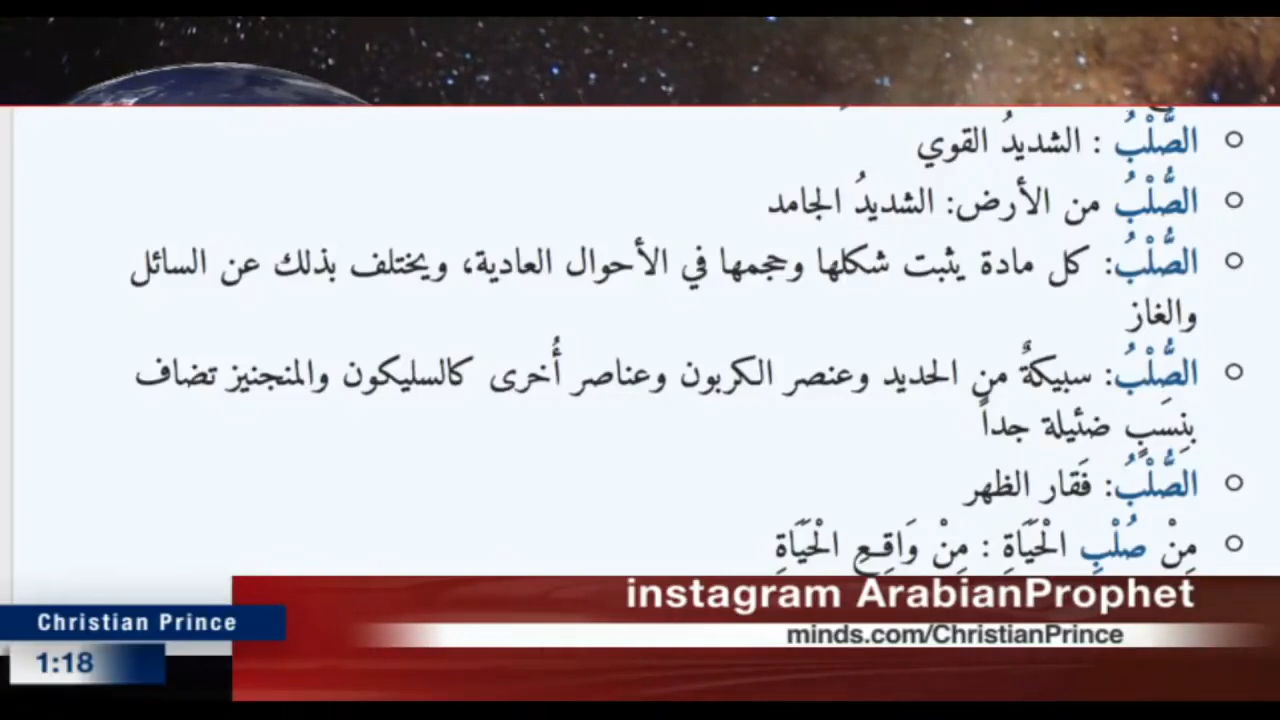 الصُّلْبُ : الشديدُ القوي
الصُّلْبُ من الأرض: الشديدُ الجامد
الصُّلْبُ: كل مادة يثبت شكلها وحجمها في الأحوال العادية، ويختلف بذلك عن السائل
والغاز
الصِّلْبُ: سبيكةٌ من الحديد وعنصر الكربون وعناصر أُخرى كالسليكون والمنجنيز تضاف
بنِسَبٍ ضئيلة جداً
الصُّلْبُ: فَقار الظهر
مِنْ صُلْبِ الْحَيَاةِ : مِنْ وَاقِعِ الْحَيَاةِ
instagram ArabianProphet
Christian Prince
minds.com/ChristianPrince
1:18